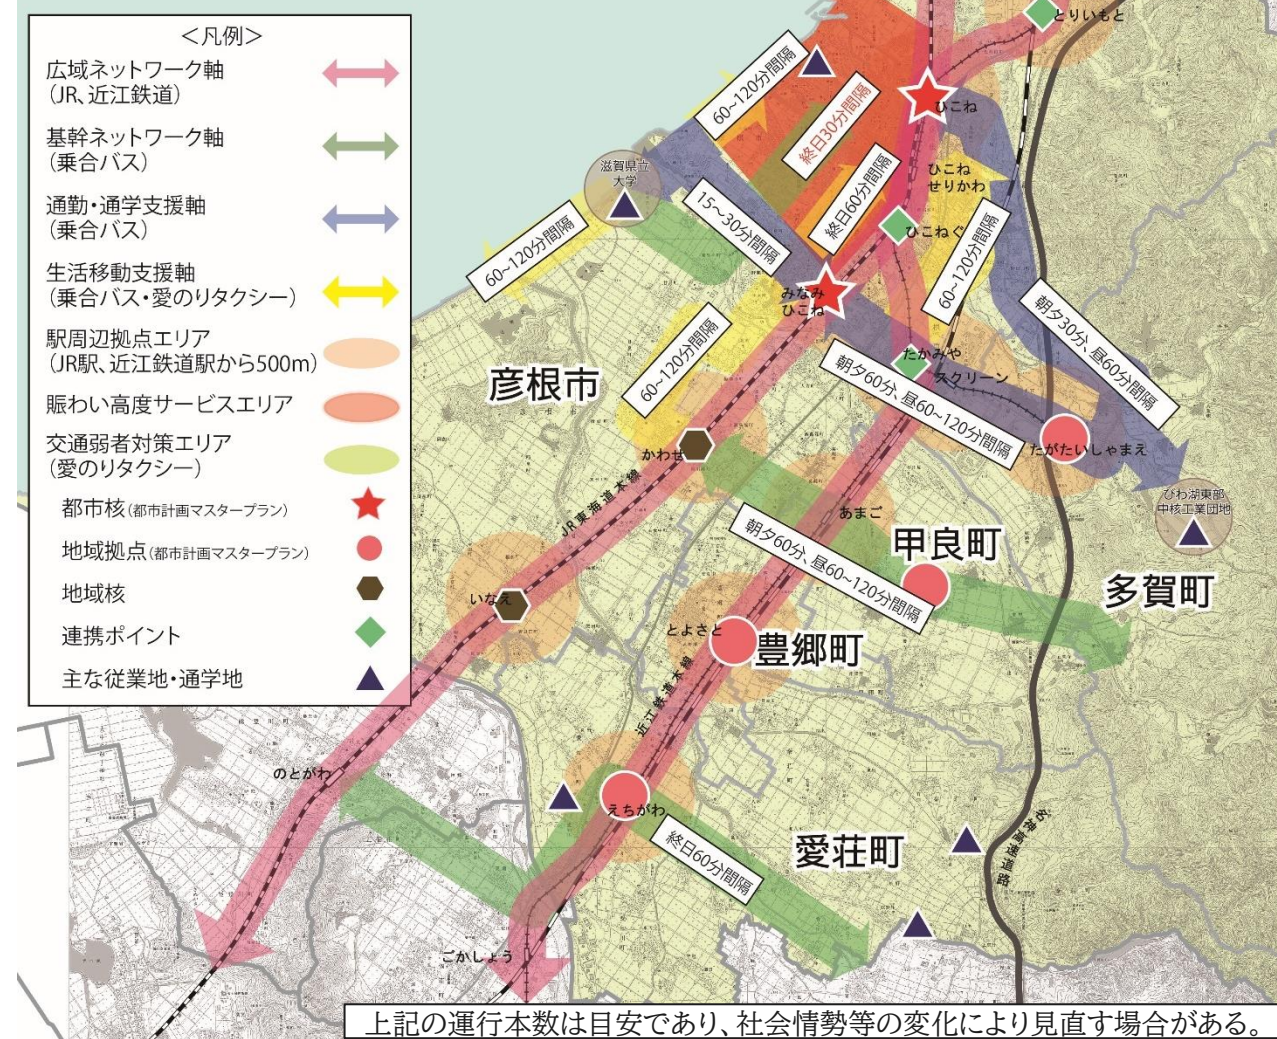 ＜凡例＞
広域ネットワーク軸
（JR、近江鉄道）
基幹ネットワーク軸
（乗合バス）
通勤・通学支援軸
（乗合バス）
生活移動支援軸
（乗合バス・愛のりタクシー）
駅周辺拠点エリア
（JR駅、近江鉄道駅から500m）
賑わい高度サービスエリア
交通弱者対策エリア
（愛のりタクシー）
都市核（都市計画マスタープラン）
地域拠点（都市計画マスタープラン）
地域核
連携ポイント
主な従業地・通学地
とりいもと
60~120分間隔
終日30分間隔
ひこね
滋賀県立
大学
ひこね
せりかわ
終日60分間隔
15～30分間隔
ひこねぐ
60~120分間隔
60~120分間隔
みなみ
ひこね
朝夕30分、昼60分間隔
60~120分間隔
たかみや
スクリーン
朝夕60分、昼60~120分間隔
彦根市
かわせ
たがたいしゃまえ
びわ湖東部
中核工業団地
JR東海道本線
あまご
朝夕60分、昼60~120分間隔
甲良町
多賀町
いなえ
とよさと
豊郷町
近江鉄道本線
のとがわ
えちがわ
終日60分間隔
愛荘町
名神高速道路
ごかしょう
上記の運行本数は目安であり、社会情勢等の変化により見直す場合がある。